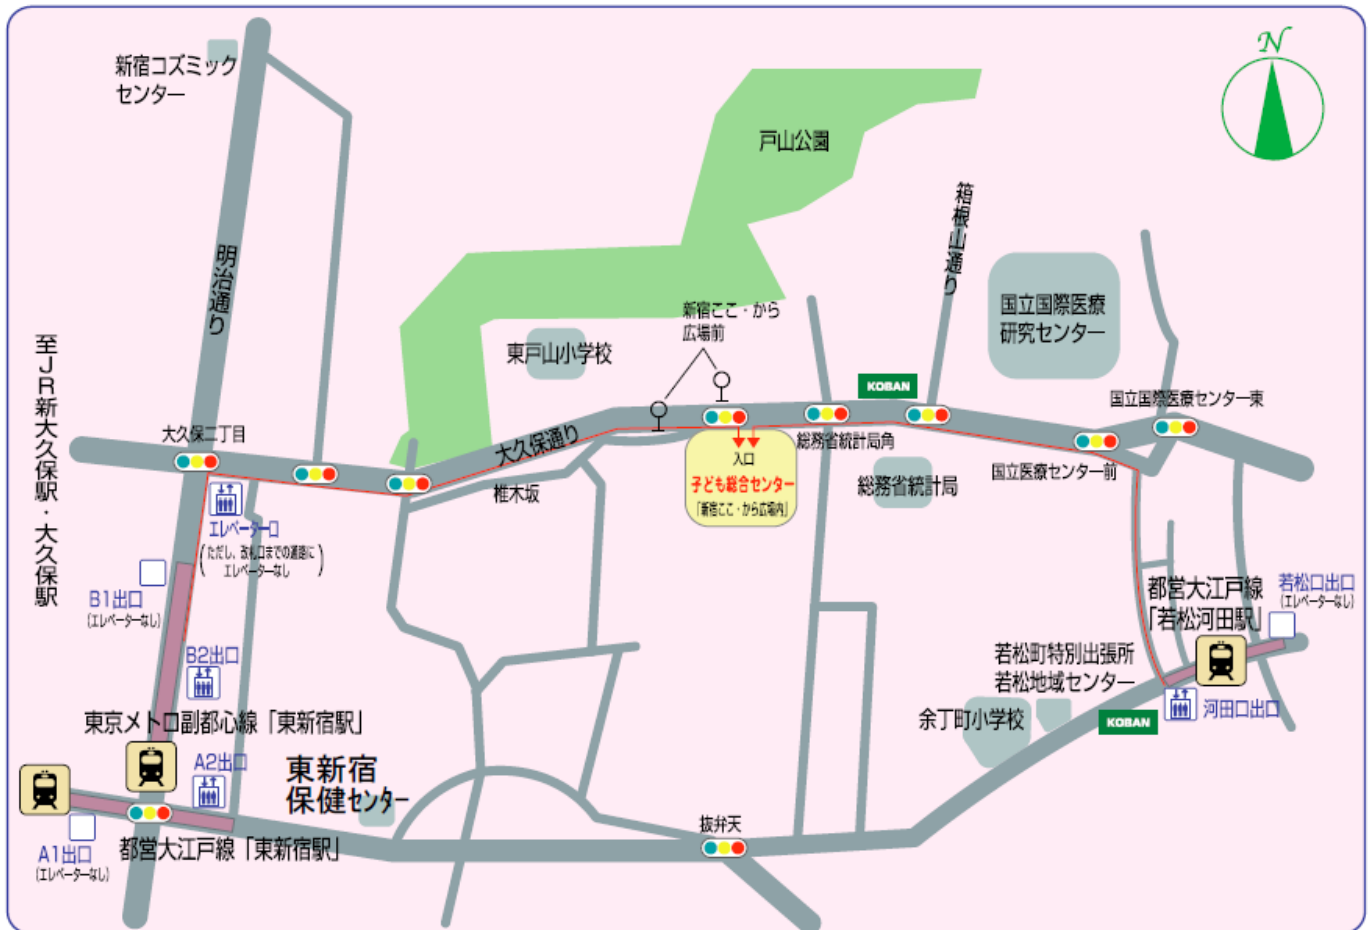 N
新宿コズミック
センター
戸山公園
箱根山通り
明治通り
新宿ここ・から
広場前
国立国際医療
研究センター
至JR新大久保駅・大久保駅
東戸山小学校
KOBAN
国立国際医療センター東
大久保二丁目
大久保通り
総務省統計局角
入口
子ども総合センター
「新宿ここ・から広場内」
国立医療センター前
総務省統計局
椎木坂
エレベーター口
(ただし、改札口までの通路に
エレベーターなし)
B1出口
(エレベーターなし)
都営大江戸線
「若松河田駅」
若松口出口
(エレベーターなし)
B2出口
若松町特別出張所
若松地域センター
東京メトロ副都心線「東新宿駅」
余丁町小学校
KOBAN
河田口出口
A2出口
東新宿
保健センター
抜弁天
A1出口
(エレベーターなし)
都営大江戸線「東新宿駅」